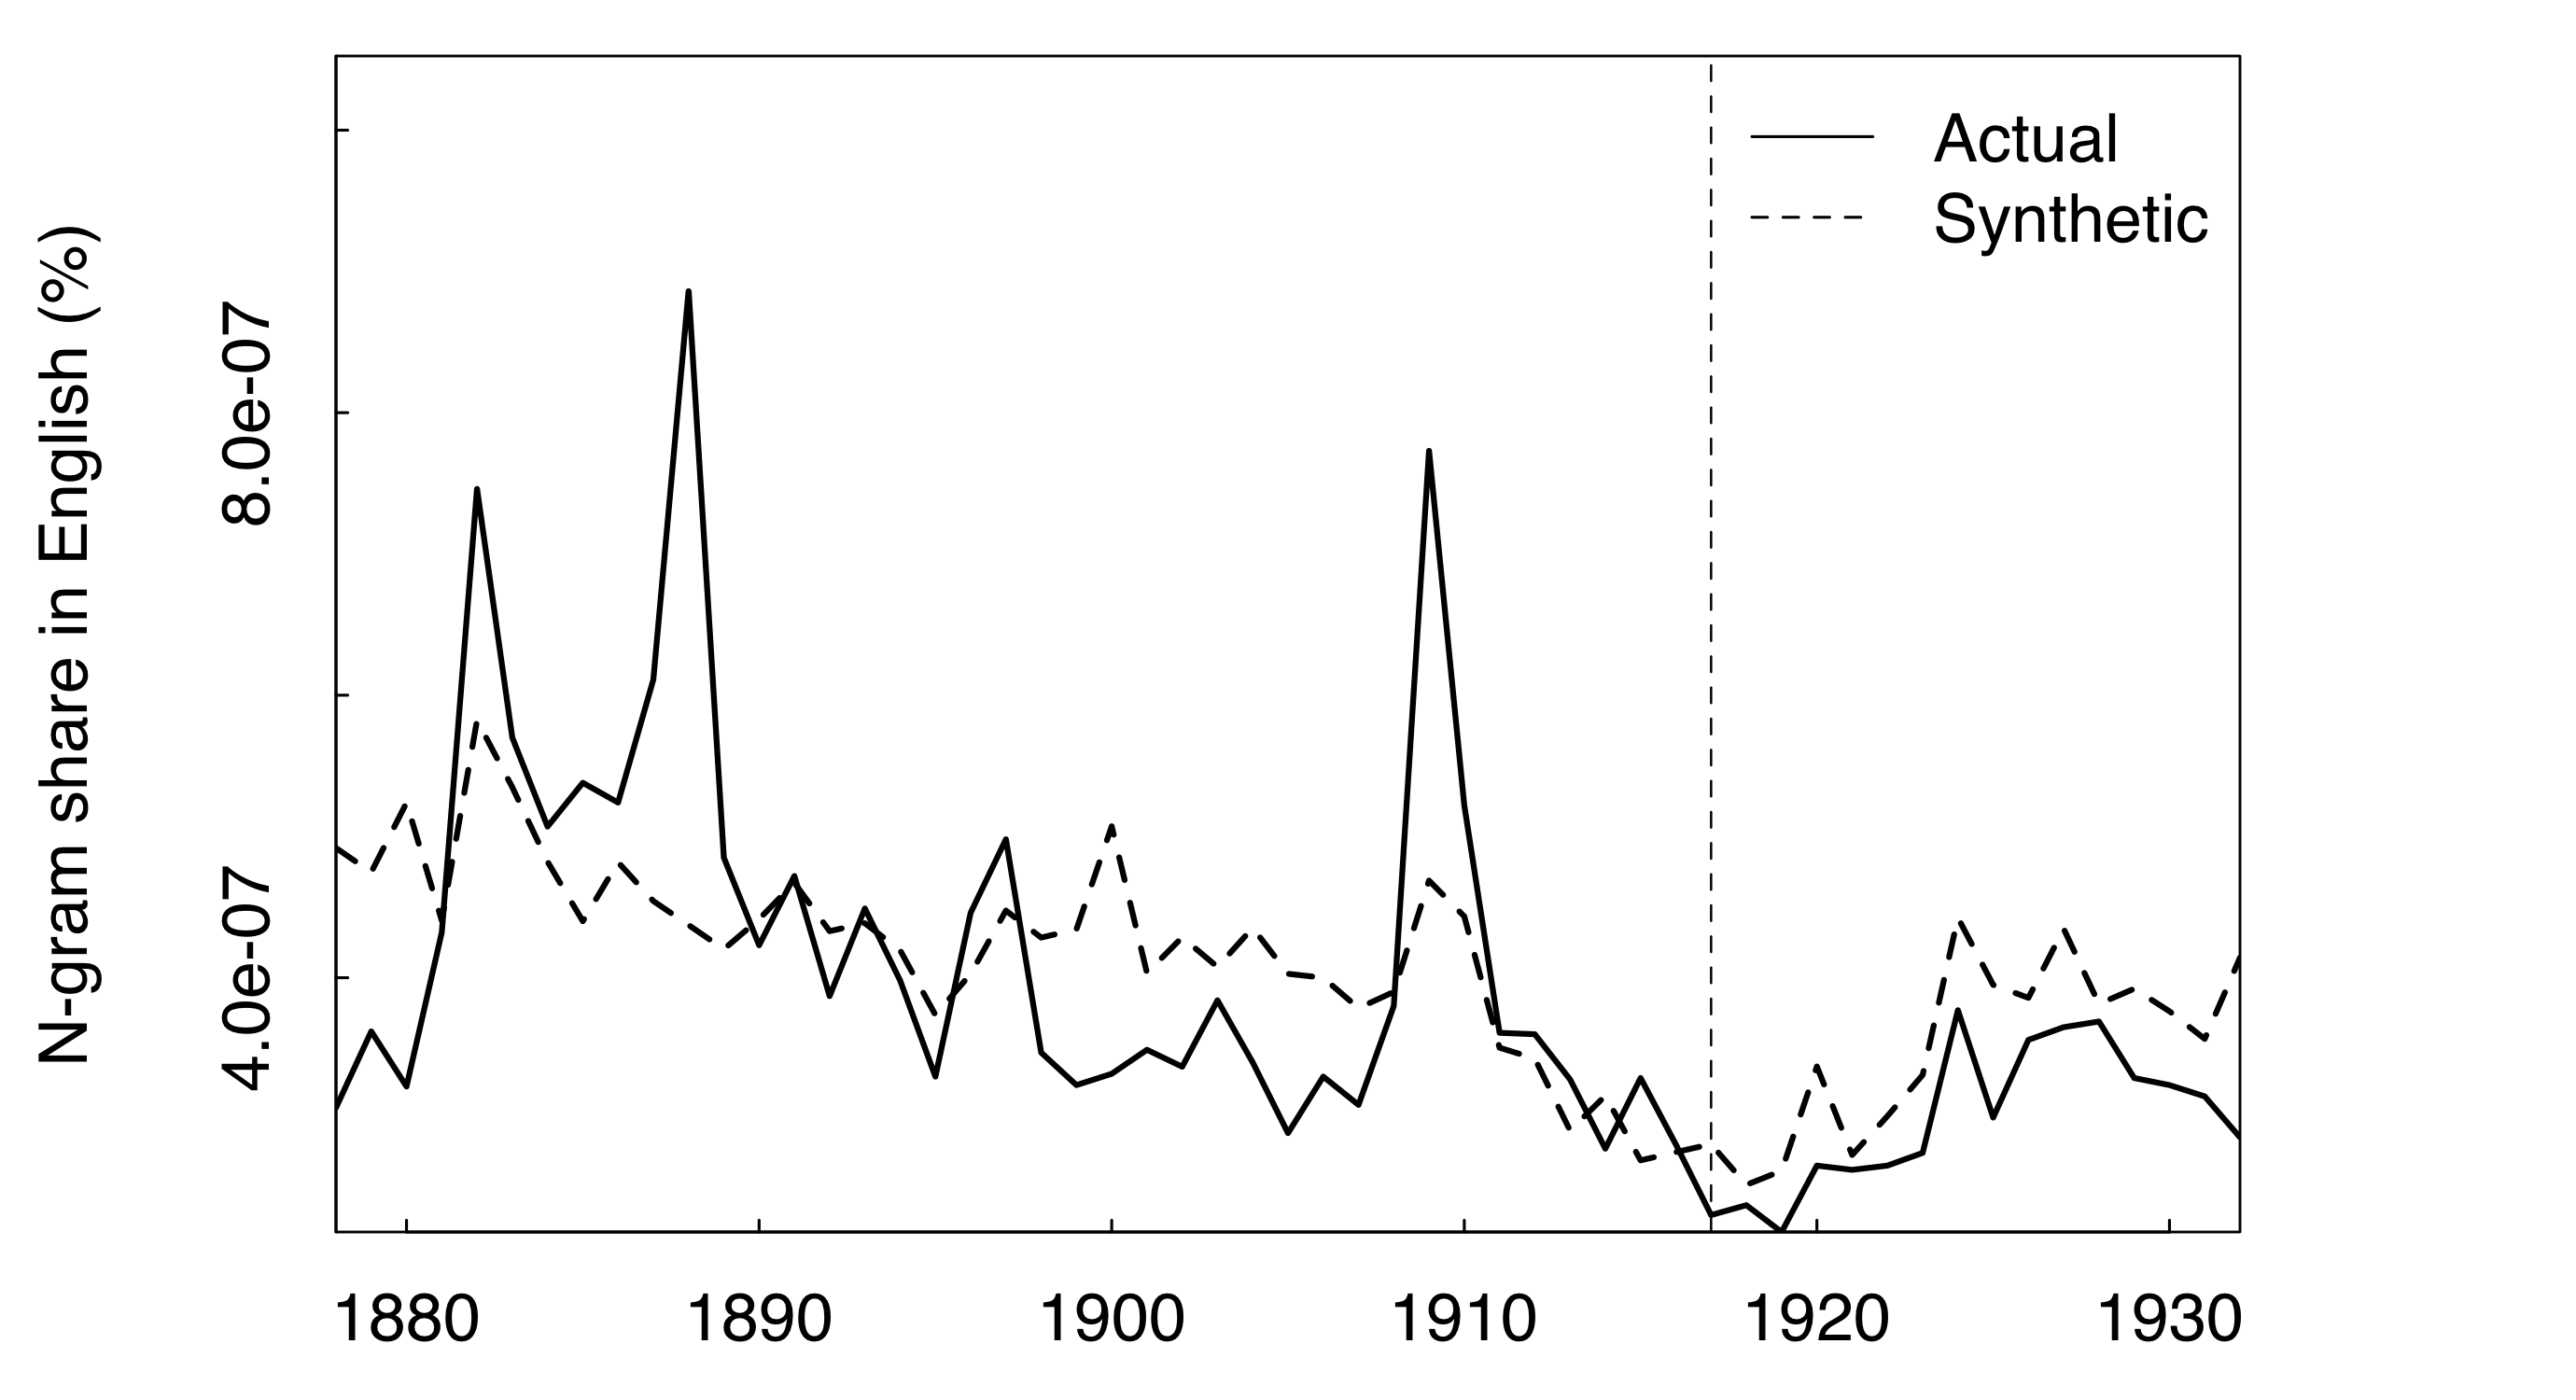 N-gram share in English (%)
8.0e-07
4.0e-07
Actual
Synthetic
1880 1890 1900 1910 1920 1930